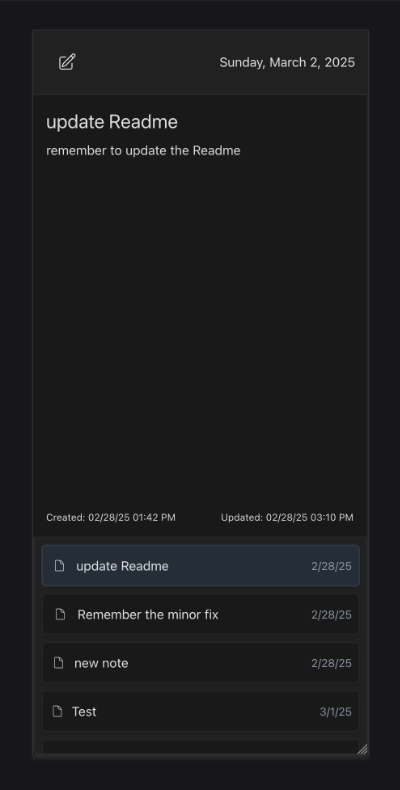 Sunday, March 2, 2025
update Readme
remember to update the Readme
Created: 02/28/25 01:42 PM Updated: 02/28/25 03:10 PM
update Readme 2/28/25
Remember the minor fix 2/28/25
new note 2/28/25
Test 3/1/25